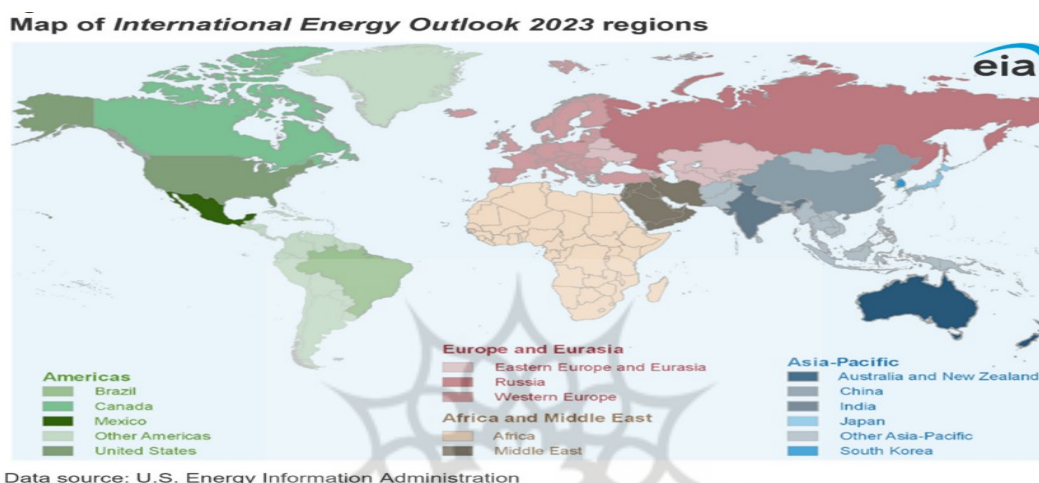 Map of International Energy Outlook 2023 regions
eia
Americas
Brazil
Canada
Mexico
Other Americas
United States
Europe and Eurasia
Eastern Europe and Eurasia
Russia
Western Europe
Africa and Middle East
Africa
Middle East
Asia-Pacific
Australia and New Zealand
China
India
Japan
Other Asia-Pacific
South Korea
Data source: U.S. Energy Information Administration